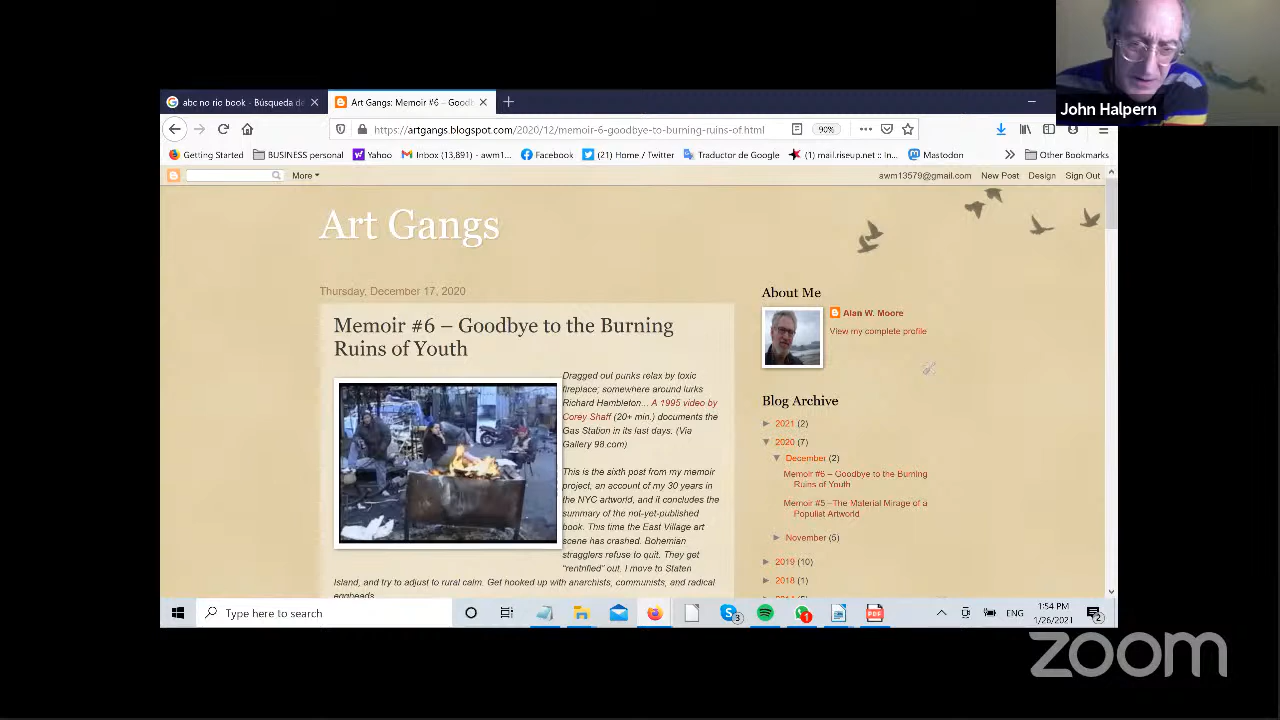 John Halpern
abc no rio book - Búsqueda de
Art Gangs: Memoir #6 – Goodb
https://artgangs.blogspot.com/2020/12/memoir-6-goodbye-to-burning-ruins-of.html
90%
Getting Started
BUSINESS personal
Yahoo
Inbox (13,891) - awm1...
Facebook
(21) Home / Twitter
Traductor de Google
(1) mail.riseup.net :: In...
Mastodon
Other Bookmarks
More
awm13579@gmail.com
New Post
Design
Sign Out
Art Gangs
Thursday, December 17, 2020
Memoir #6 – Goodbye to the Burning
Ruins of Youth
Dragged out punks relax by toxic
fireplace; somewhere around lurks
Richard Hambleton... A 1995 video by
Corey Shaff (20+ min.) documents the
Gas Station in its last days. (Via
Gallery 98.com)
This is the sixth post from my memoir
project, an account of my 30 years in
the NYC artworld, and it concludes the
summary of the not-yet-published
book. This time the East Village art
scene has crashed. Bohemian
stragglers refuse to quit. They get
"rentrified" out. I move to Staten
Island, and try to adjust to rural calm. Get hooked up with anarchists, communists, and radical
eggheads.
About Me
Alan W. Moore
View my complete profile
Blog Archive
2021 (2)
2020 (7)
December (2)
Memoir #6 – Goodbye to the Burning
Ruins of Youth
Memoir #5 –The Material Mirage of a
Populist Artworld
November (5)
2019 (10)
2018 (1)
Type here to search
3
1
ENG
1:54 PM
1/26/2021
2
zoom